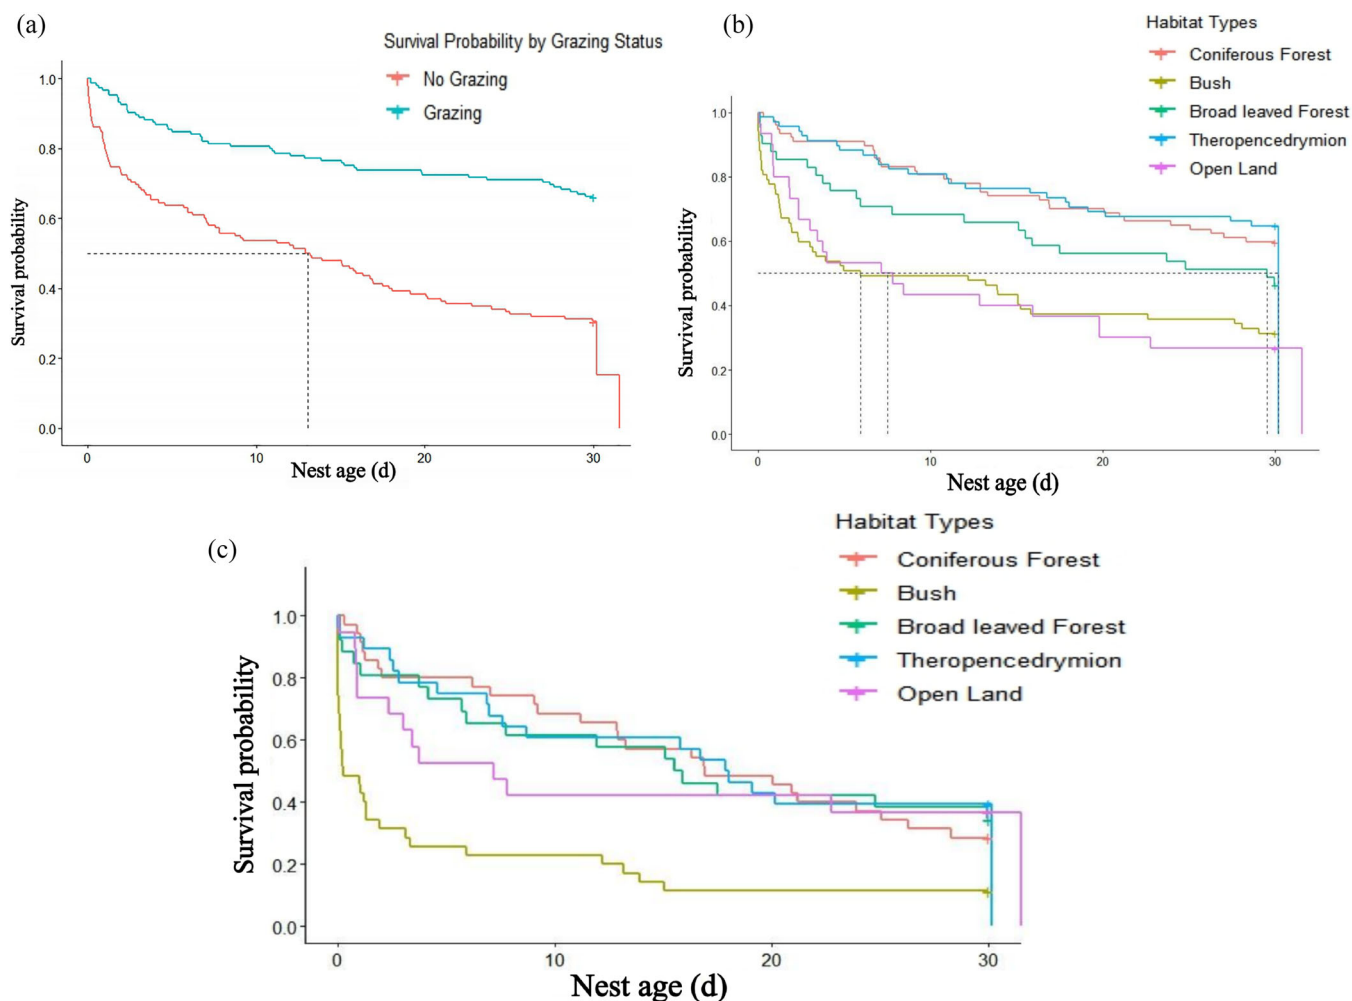 (a)
Survival Probability by Grazing Status
No Grazing
Grazing
1.0
0.8
0.6
0.4
0.2
0.0
Survival probability
0 10 20 30
Nest age (d)
(b)
Habitat Types
Coniferous Forest
Bush
Broad leaved Forest
Theropencedrymion
Open Land
1.0
0.8
0.6
0.4
0.2
0.0
Survival probability
0 10 20 30
Nest age (d)
(c)
Habitat Types
Coniferous Forest
Bush
Broad leaved Forest
Theropencedrymion
Open Land
1.0
0.8
0.6
0.4
0.2
0.0
Survival probability
0 10 20 30
Nest age (d)